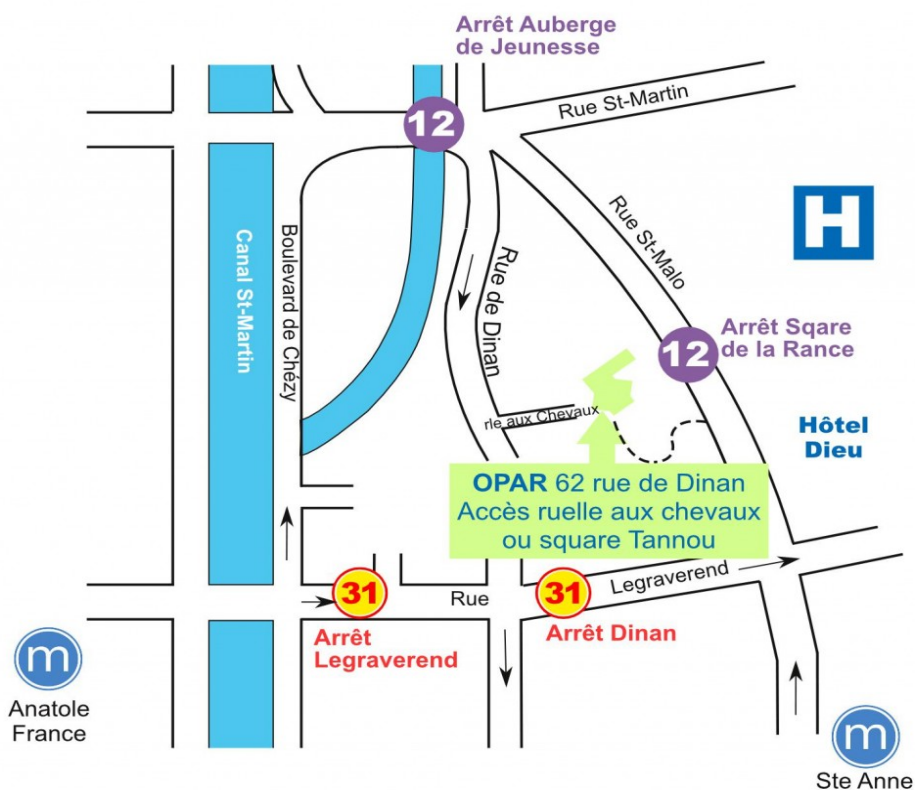 Arrêt Auberge
de Jeunesse
12
Rue St-Martin
H
Canal St-Martin
Boulevard de Chézy
Rue de Dinan
Rue St-Malo
Arrêt Sqare
de la Rance
12
rle aux Chevaux
Hôtel
Dieu
OPAR 62 rue de Dinan
Accès ruelle aux chevaux
ou square Tannou
31
Rue
31
Legraverend
Arrêt
Legraverend
Arrêt Dinan
m
Anatole
France
m
Ste Anne